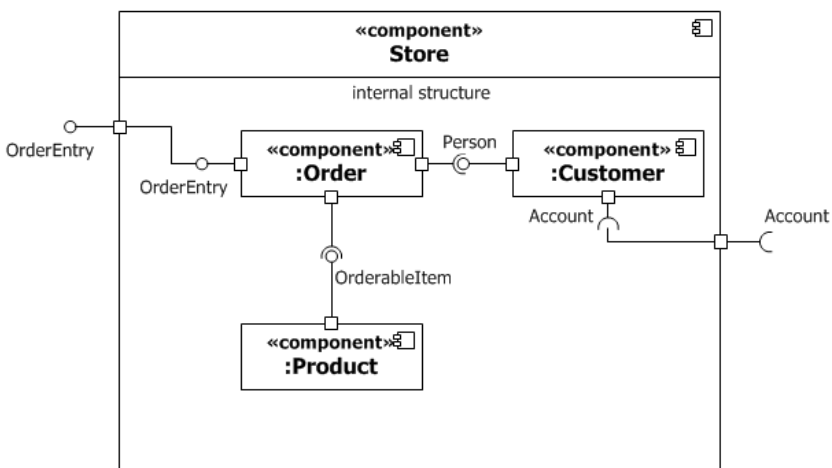 «component»
Store
internal structure
OrderEntry
OrderEntry
«component»
:Order
Person
«component»
:Customer
Account
Account
OrderableItem
«component»
:Product